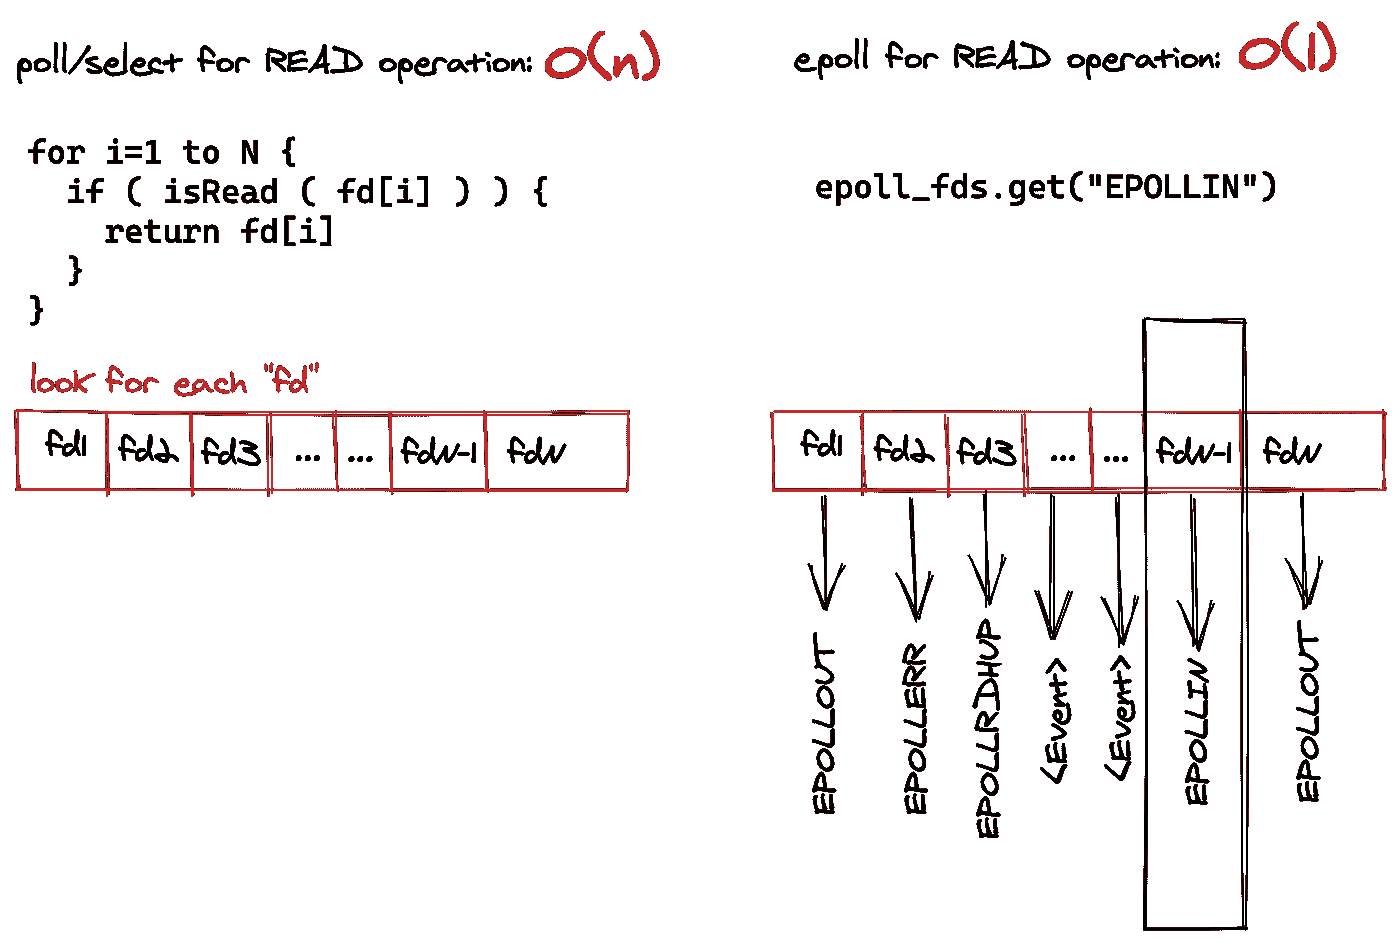 poll/select for READ operation: O(n)
for i=1 to N {
if ( isRead ( fd[i] ) ) {
return fd[i]
}
}
look for each "fd"
fd1 fd2 fd3 ... ... fdN-1 fdN
epoll for READ operation: O(1)
epoll_fds.get("EPOLLIN")
fd1 fd2 fd3 ... ... fdN-1 fdN
EPOLLOUT
EPOLLERR
EPOLLRDHUP
<Event>
<Event>
EPOLLIN
EPOLLOUT